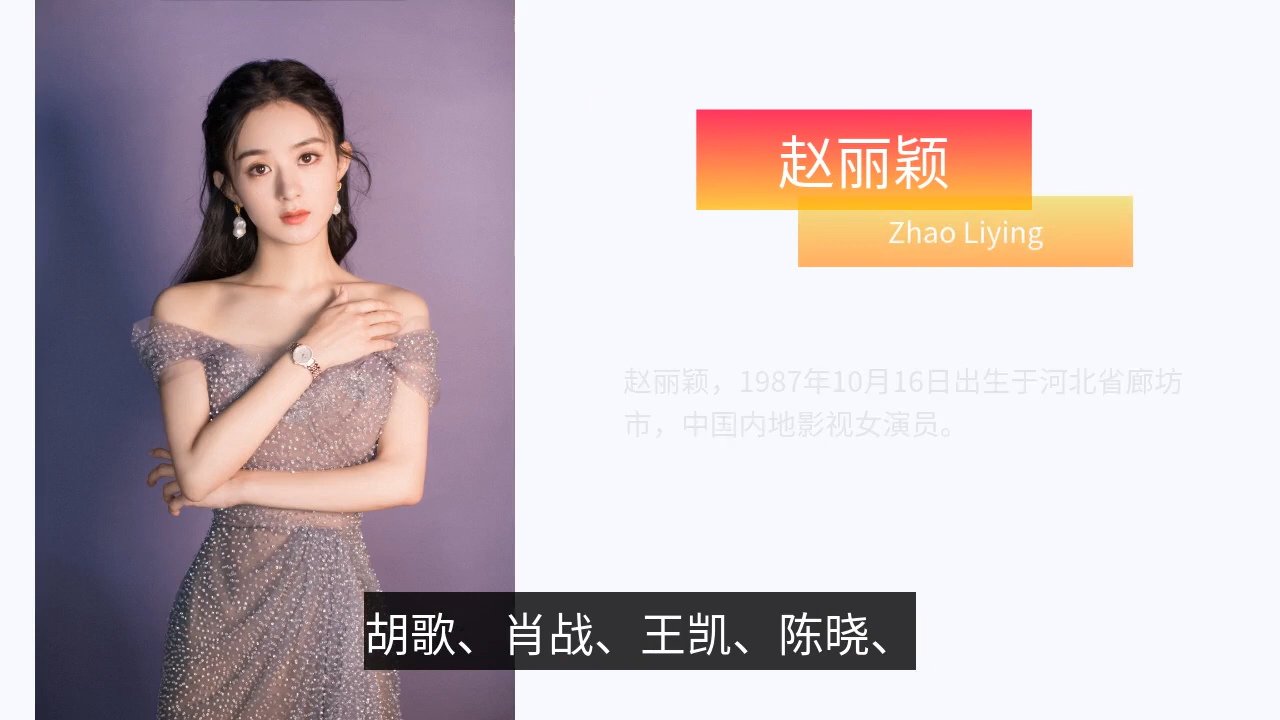 赵丽颖
Zhao Liying
赵丽颖，1987年10月16日出生于河北省廊坊
市，中国内地影视女演员。
胡歌、肖战、王凯、陈晓、